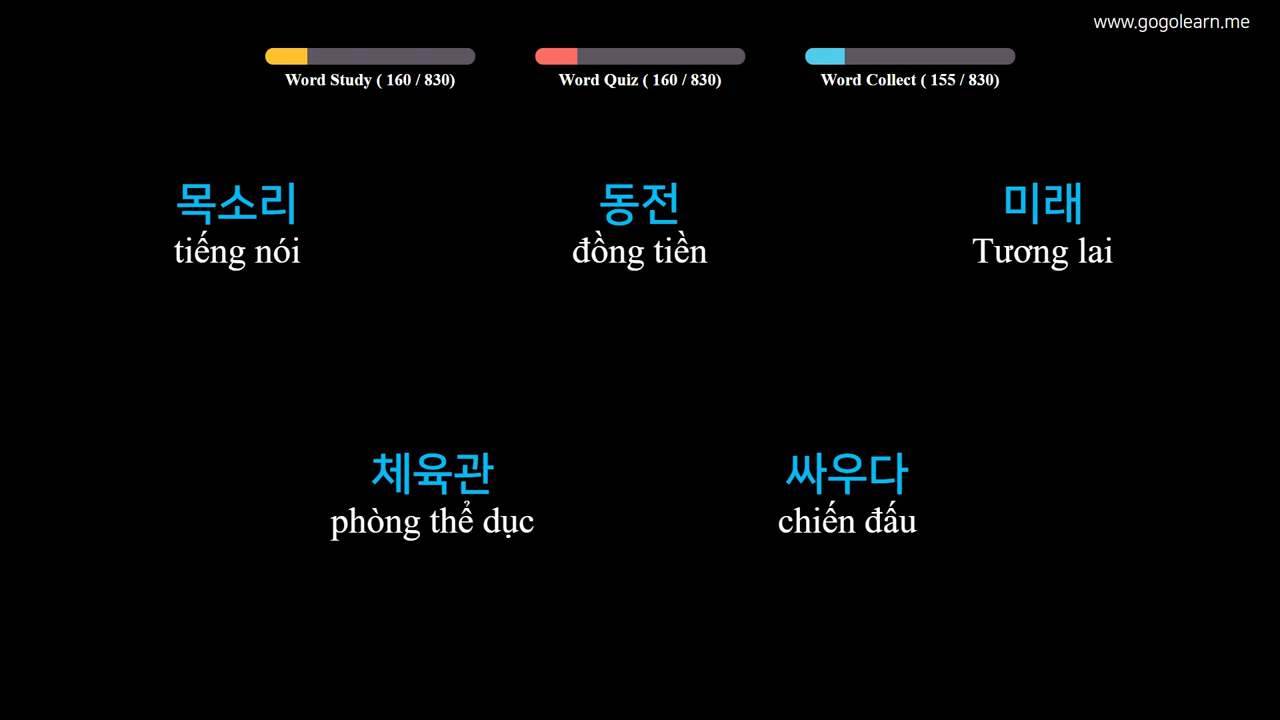 www.gogolearn.me
Word Study ( 160 / 830)
Word Quiz ( 160 / 830)
Word Collect ( 155 / 830)
목소리
tiếng nói
동전
đồng tiền
미래
Tương lai
체육관
phòng thể dục
싸우다
chiến đấu